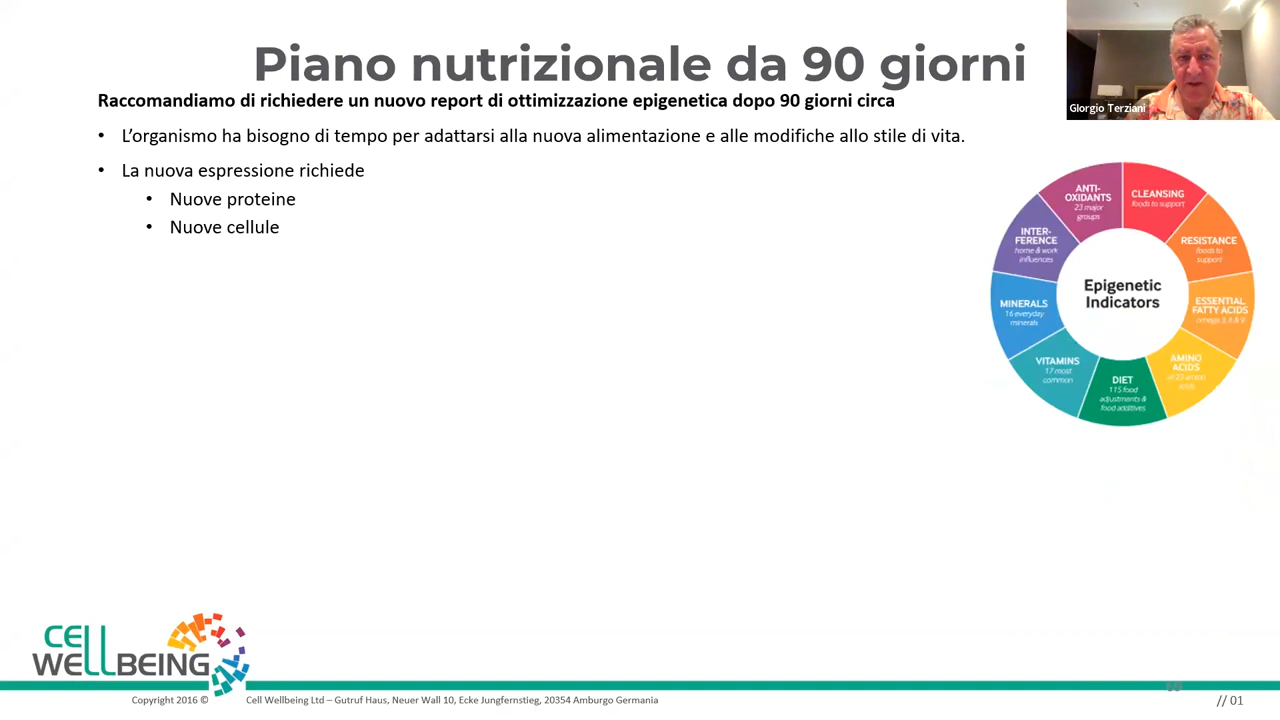 Piano nutrizionale da 90 giorni
Raccomandiamo di richiedere un nuovo report di ottimizzazione epigenetica dopo 90 giorni circa
GIorgio Terziani
• L’organismo ha bisogno di tempo per adattarsi alla nuova alimentazione e alle modifiche allo stile di vita.
• La nuova espressione richiede
• Nuove proteine
• Nuove cellule
Epigenetic
Indicators
CLEANSING
foods to support
RESISTANCE
foods to
support
ESSENTIAL
FATTY ACIDS
omega 3, 6 & 9
AMINO
ACIDS
DIET
115 food
adjustments &
food additives
VITAMINS
17 most
common
MINERALS
16 everyday
minerals
INTER-
FERENCE
home & work
influences
ANTI-
OXIDANTS
23 major
groups
CELL
WELLBEING
Copyright 2016 ©
Cell Wellbeing Ltd – Gutruf Haus, Neuer Wall 10, Ecke Jungfernstieg, 20354 Amburgo Germania
// 01